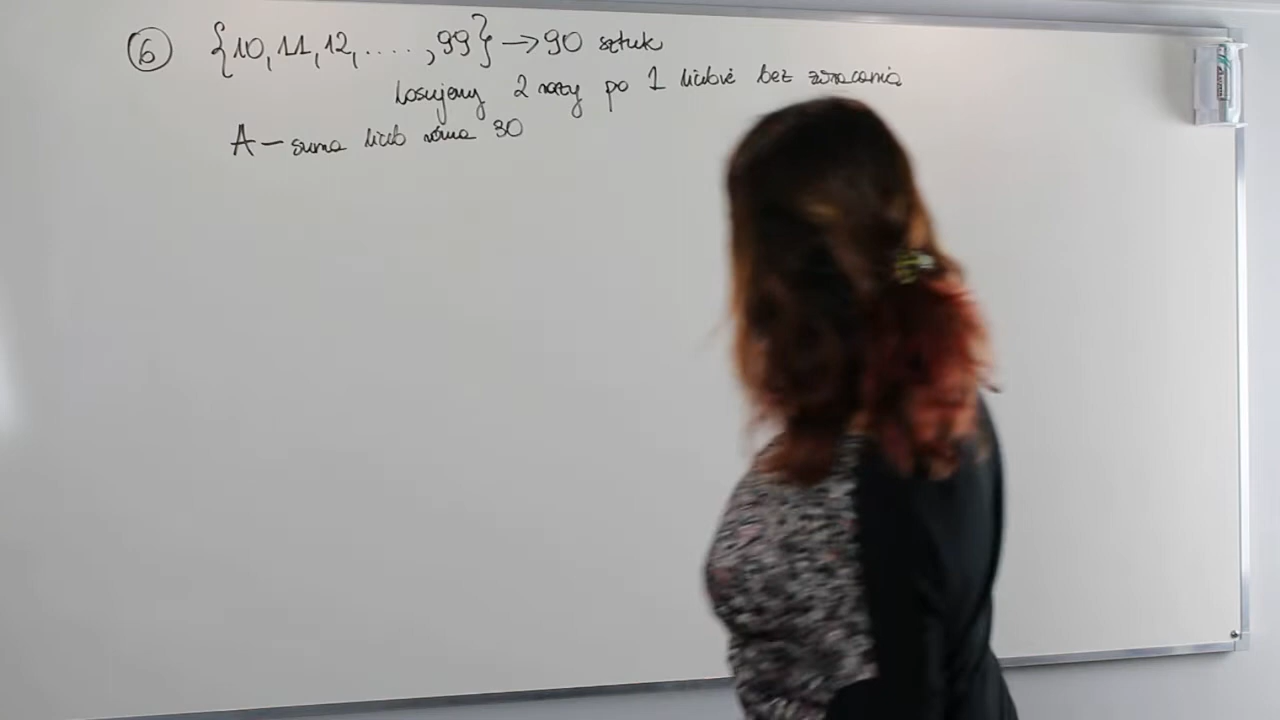 6 {10, 11, 12, ...., 99} → 90 sztuk
Losujemy 2 razy po 1 liczbie bez zwracania
A – suma liczb równa 30